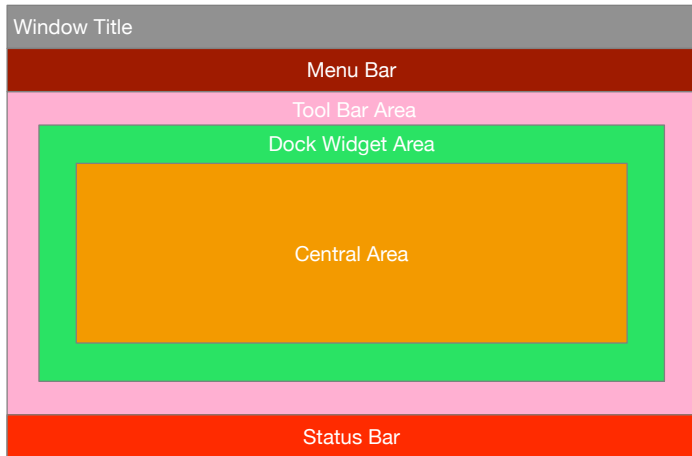 Window Title
Menu Bar
Tool Bar Area
Dock Widget Area
Central Area
Status Bar